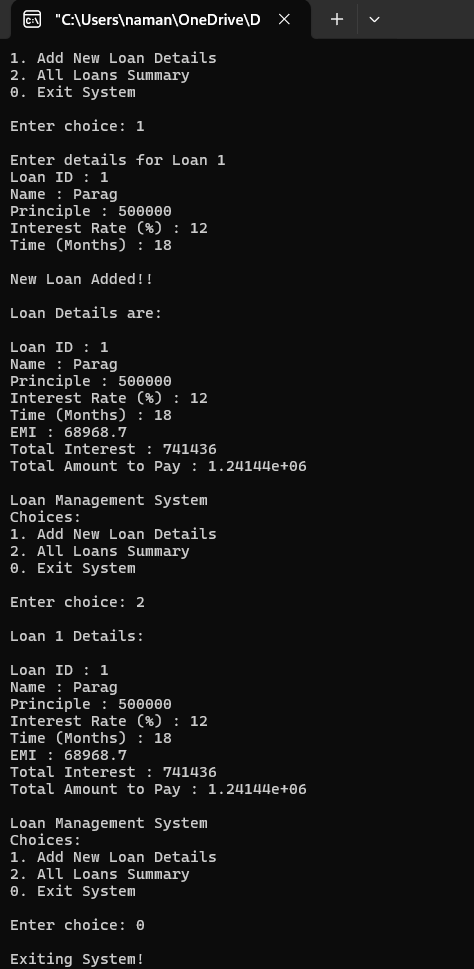 "C:\Users\naman\OneDrive\D
1. Add New Loan Details
2. All Loans Summary
0. Exit System
Enter choice: 1
Enter details for Loan 1
Loan ID : 1
Name : Parag
Principle : 500000
Interest Rate (%) : 12
Time (Months) : 18
New Loan Added!!
Loan Details are:
Loan ID : 1
Name : Parag
Principle : 500000
Interest Rate (%) : 12
Time (Months) : 18
EMI : 68968.7
Total Interest : 741436
Total Amount to Pay : 1.24144e+06
Loan Management System
Choices:
1. Add New Loan Details
2. All Loans Summary
0. Exit System
Enter choice: 2
Loan 1 Details:
Loan ID : 1
Name : Parag
Principle : 500000
Interest Rate (%) : 12
Time (Months) : 18
EMI : 68968.7
Total Interest : 741436
Total Amount to Pay : 1.24144e+06
Loan Management System
Choices:
1. Add New Loan Details
2. All Loans Summary
0. Exit System
Enter choice: 0
Exiting System!